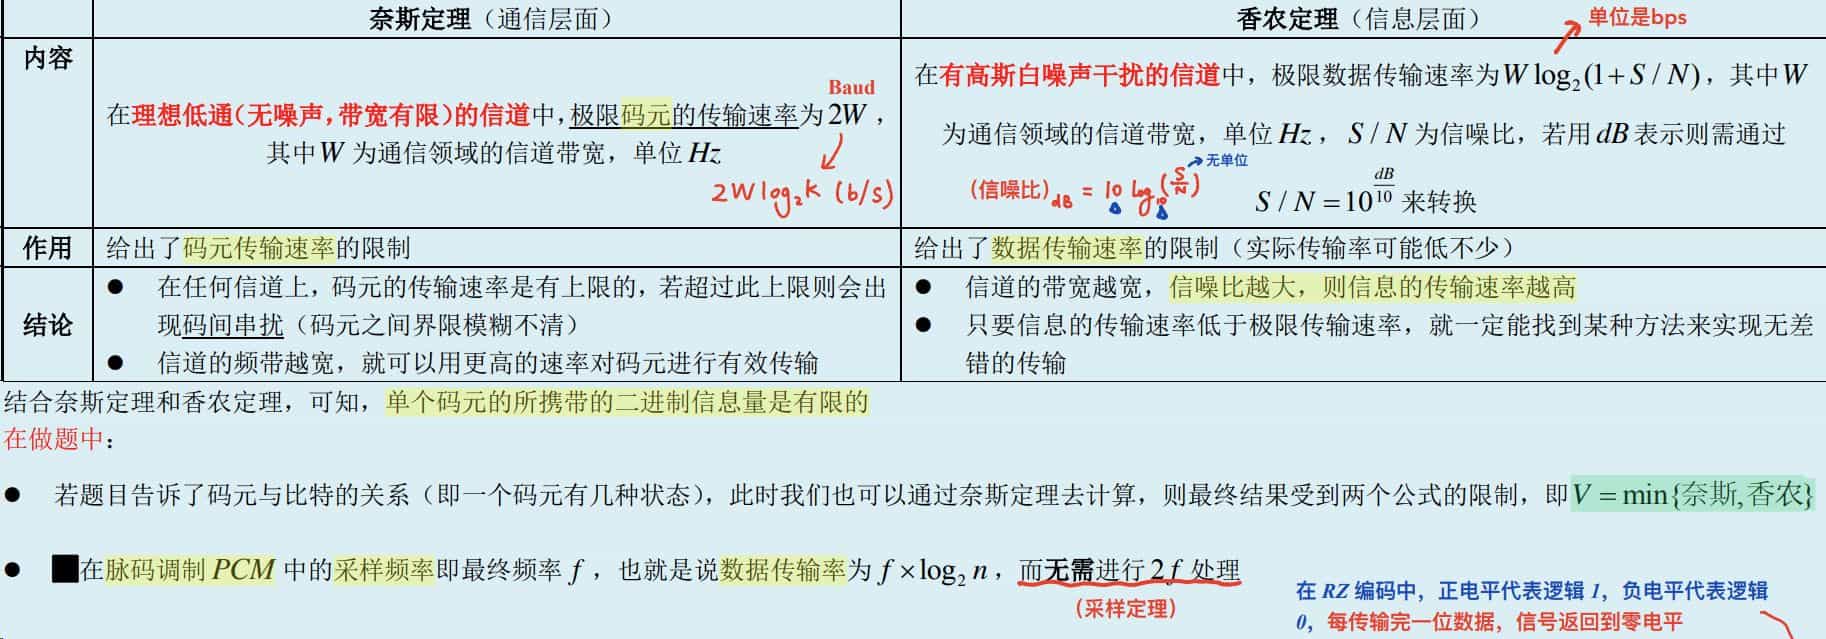 奈斯定理（通信层面）
香农定理（信息层面）
单位是bps
内容
Baud
在理想低通（无噪声，带宽有限）的信道中，极限码元的传输速率为2W，
其中W 为通信领域的信道带宽，单位Hz
2Wlog₂k (b/s)
在有高斯白噪声干扰的信道中，极限数据传输速率为W log₂(1+S/N)，其中W
为通信领域的信道带宽，单位Hz，S/N为信噪比，若用dB表示则需通过
无单位
(信噪比)dB = 10 log₁₀(S/N)
S/N=10^(dB/10) 来转换
作用
给出了码元传输速率的限制
给出了数据传输速率的限制（实际传输率可能低不少）
结论
● 在任何信道上，码元的传输速率是有上限的，若超过此上限则会出
现码间串扰（码元之间界限模糊不清）
● 信道的频带越宽，就可以用更高的速率对码元进行有效传输
● 信道的带宽越宽，信噪比越大，则信息的传输速率越高
● 只要信息的传输速率低于极限传输速率，就一定能找到某种方法来实现无差
错的传输
结合奈斯定理和香农定理，可知，单个码元的所携带的二进制信息量是有限的
在做题中：
● 若题目告诉了码元与比特的关系（即一个码元有几种状态），此时我们也可以通过奈斯定理去计算，则最终结果受到两个公式的限制，即V=min{奈斯,香农}
● 在脉码调制PCM中的采样频率即最终频率f，也就是说数据传输率为f×log₂n，而无需进行2f处理
(采样定理)
在 RZ 编码中，正电平代表逻辑 1，负电平代表逻辑
0，每传输完一位数据，信号返回到零电平